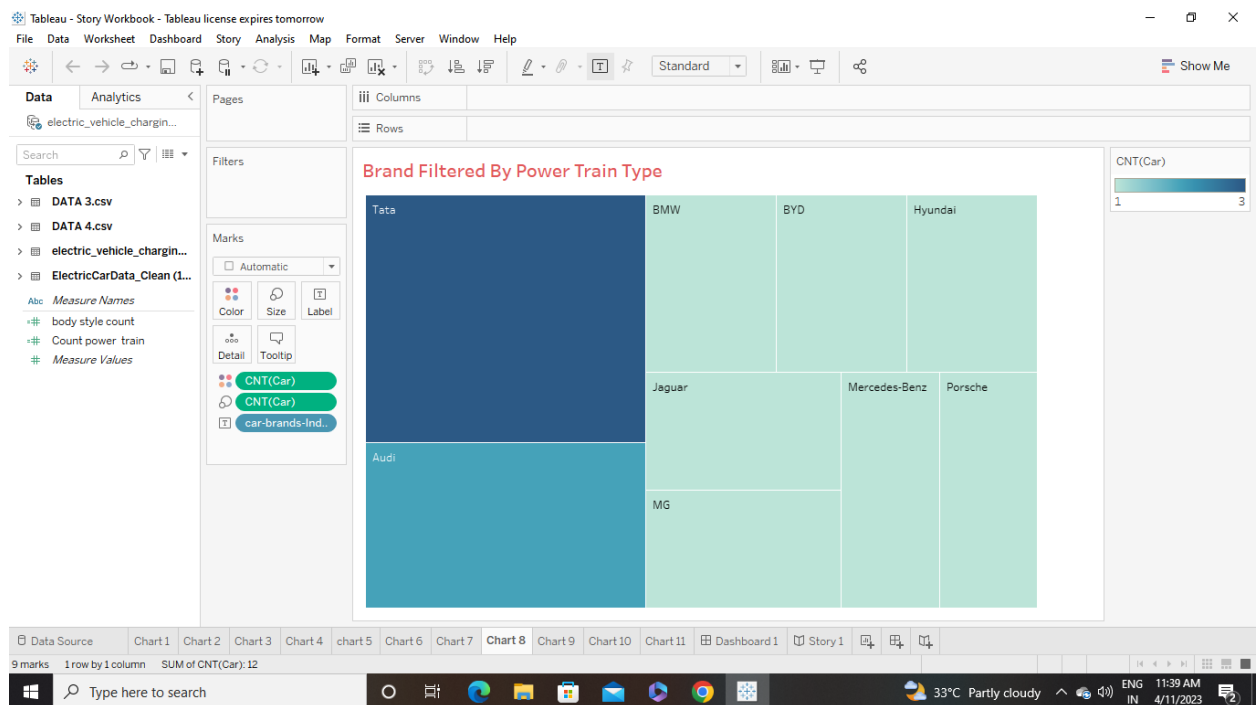 Tableau - Story Workbook - Tableau license expires tomorrow
File Data Worksheet Dashboard Story Analysis Map Format Server Window Help
Standard
Show Me
Data Analytics
electric_vehicle_chargin...
Search
Tables
DATA 3.csv
DATA 4.csv
electric_vehicle_chargin...
ElectricCarData_Clean (1...
Abc Measure Names
=# body style count
=# Count power train
# Measure Values
Pages
Filters
Marks
Automatic
Color Size Label
Detail Tooltip
CNT(Car)
CNT(Car)
car-brands-Ind..
Columns
Rows
Brand Filtered By Power Train Type
Tata
Audi
BMW
BYD
Hyundai
Jaguar
MG
Mercedes-Benz
Porsche
CNT(Car)
1 3
Data Source Chart 1 Chart 2 Chart 3 Chart 4 chart 5 Chart 6 Chart 7 Chart 8 Chart 9 Chart 10 Chart 11 Dashboard 1 Story 1
9 marks 1 row by 1 column SUM of CNT(Car): 12
Type here to search
33°C Partly cloudy
ENG
IN
11:39 AM
4/11/2023
2